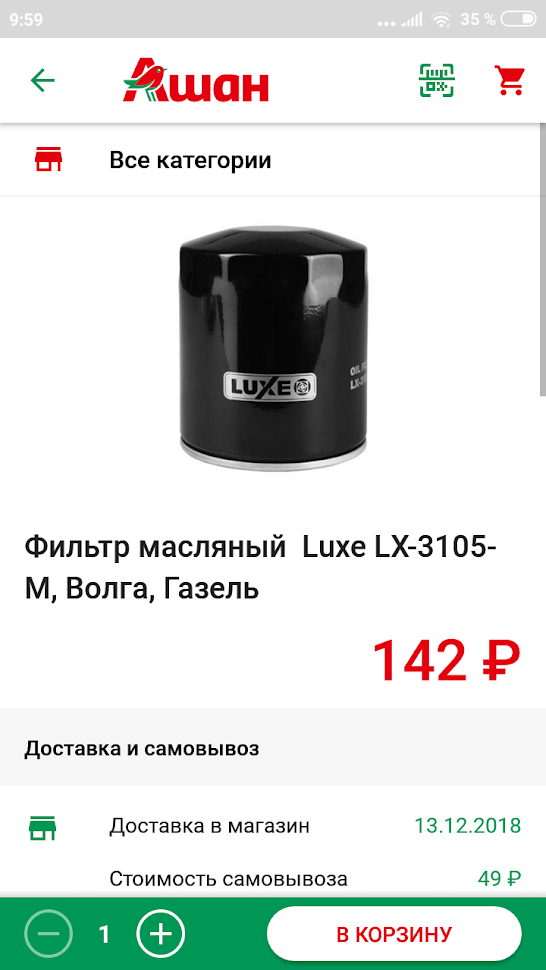 9:59
35 %
Ашан
Все категории
LUXE
OIL
LX-3105-
Фильтр масляный Luxe LX-3105-
М, Волга, Газель
142 ₽
Доставка и самовывоз
Доставка в магазин 13.12.2018
Стоимость самовывоза 49 ₽
1
В КОРЗИНУ